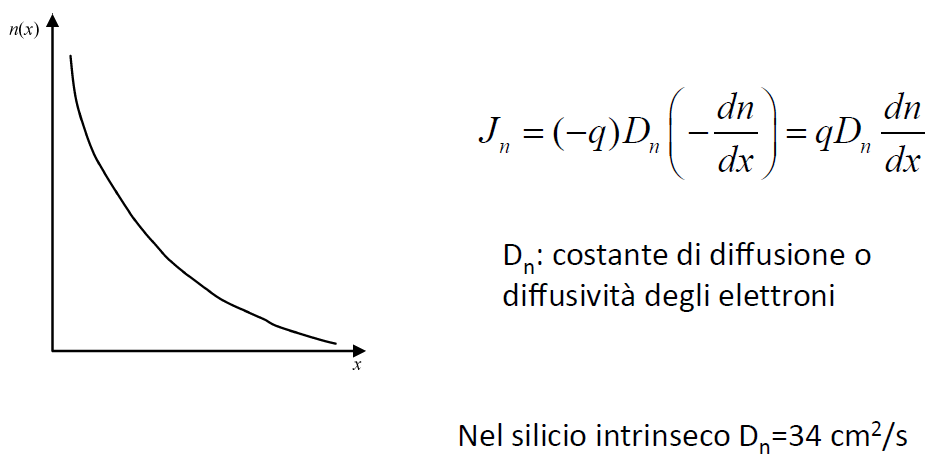 n(x)
x
J_n = (−q)D_n(−dn/dx) = qD_n dn/dx
D_n: costante di diffusione o
diffusività degli elettroni
Nel silicio intrinseco D_n=34 cm²/s